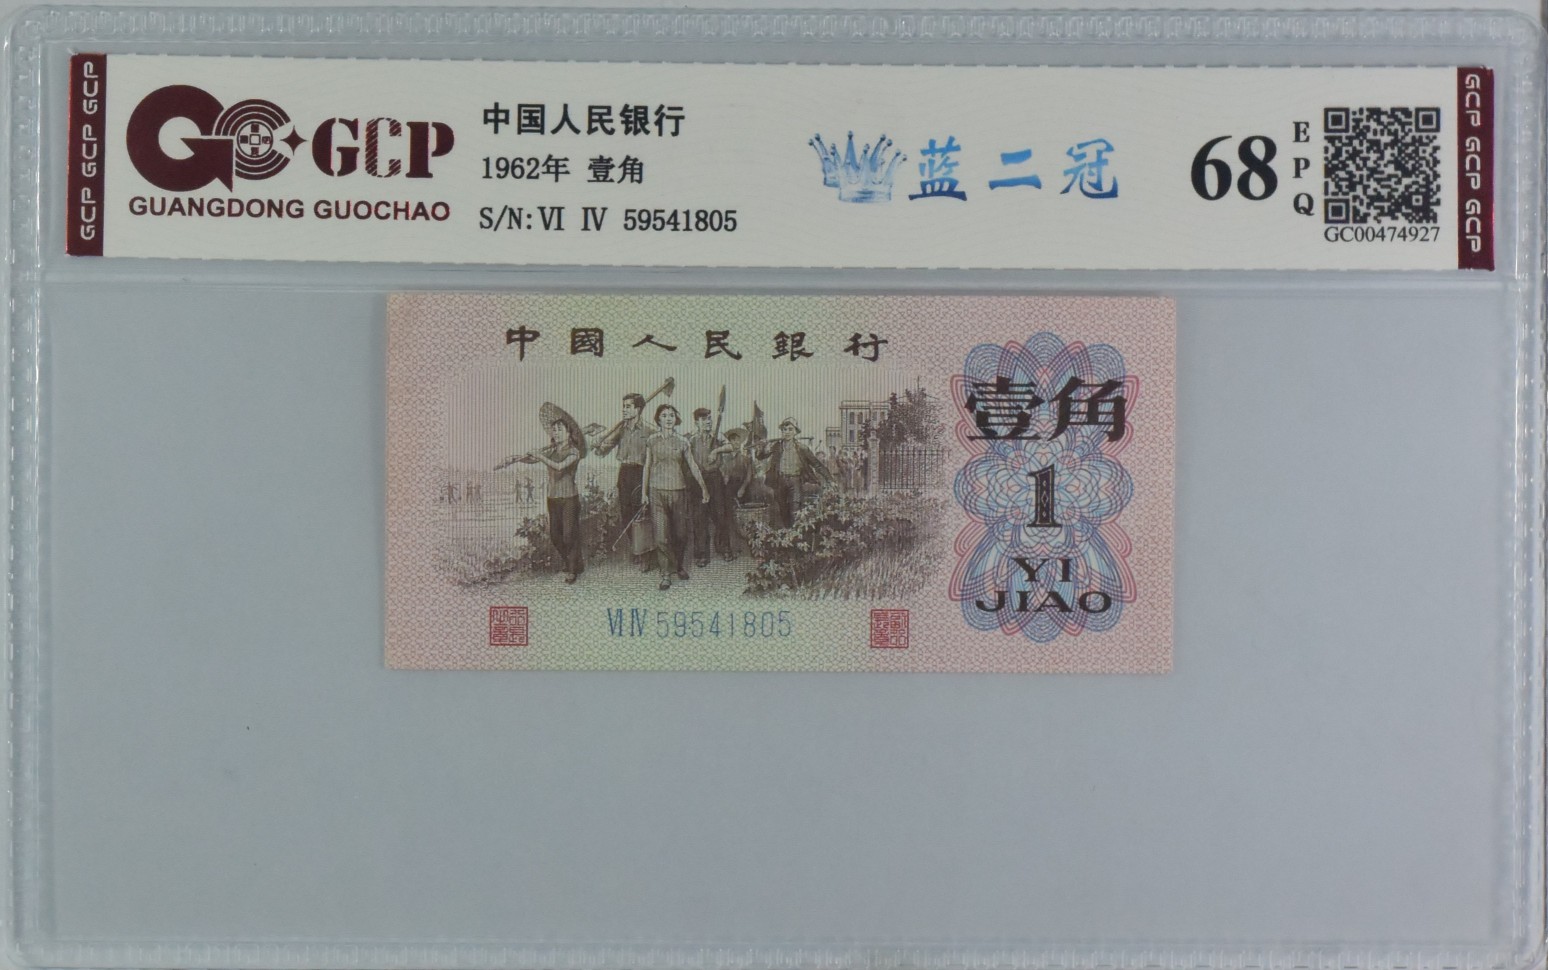 GCP GCP GCP
GCP
GUANGDONG GUOCHAO
中国人民银行
1962年 壹角
S/N: VI IV 59541805
蓝二冠
68
EPQ
GC00474927
GCP GCP GCP
中國人民銀行
壹角
1
YI
JIAO
VI IV 59541805